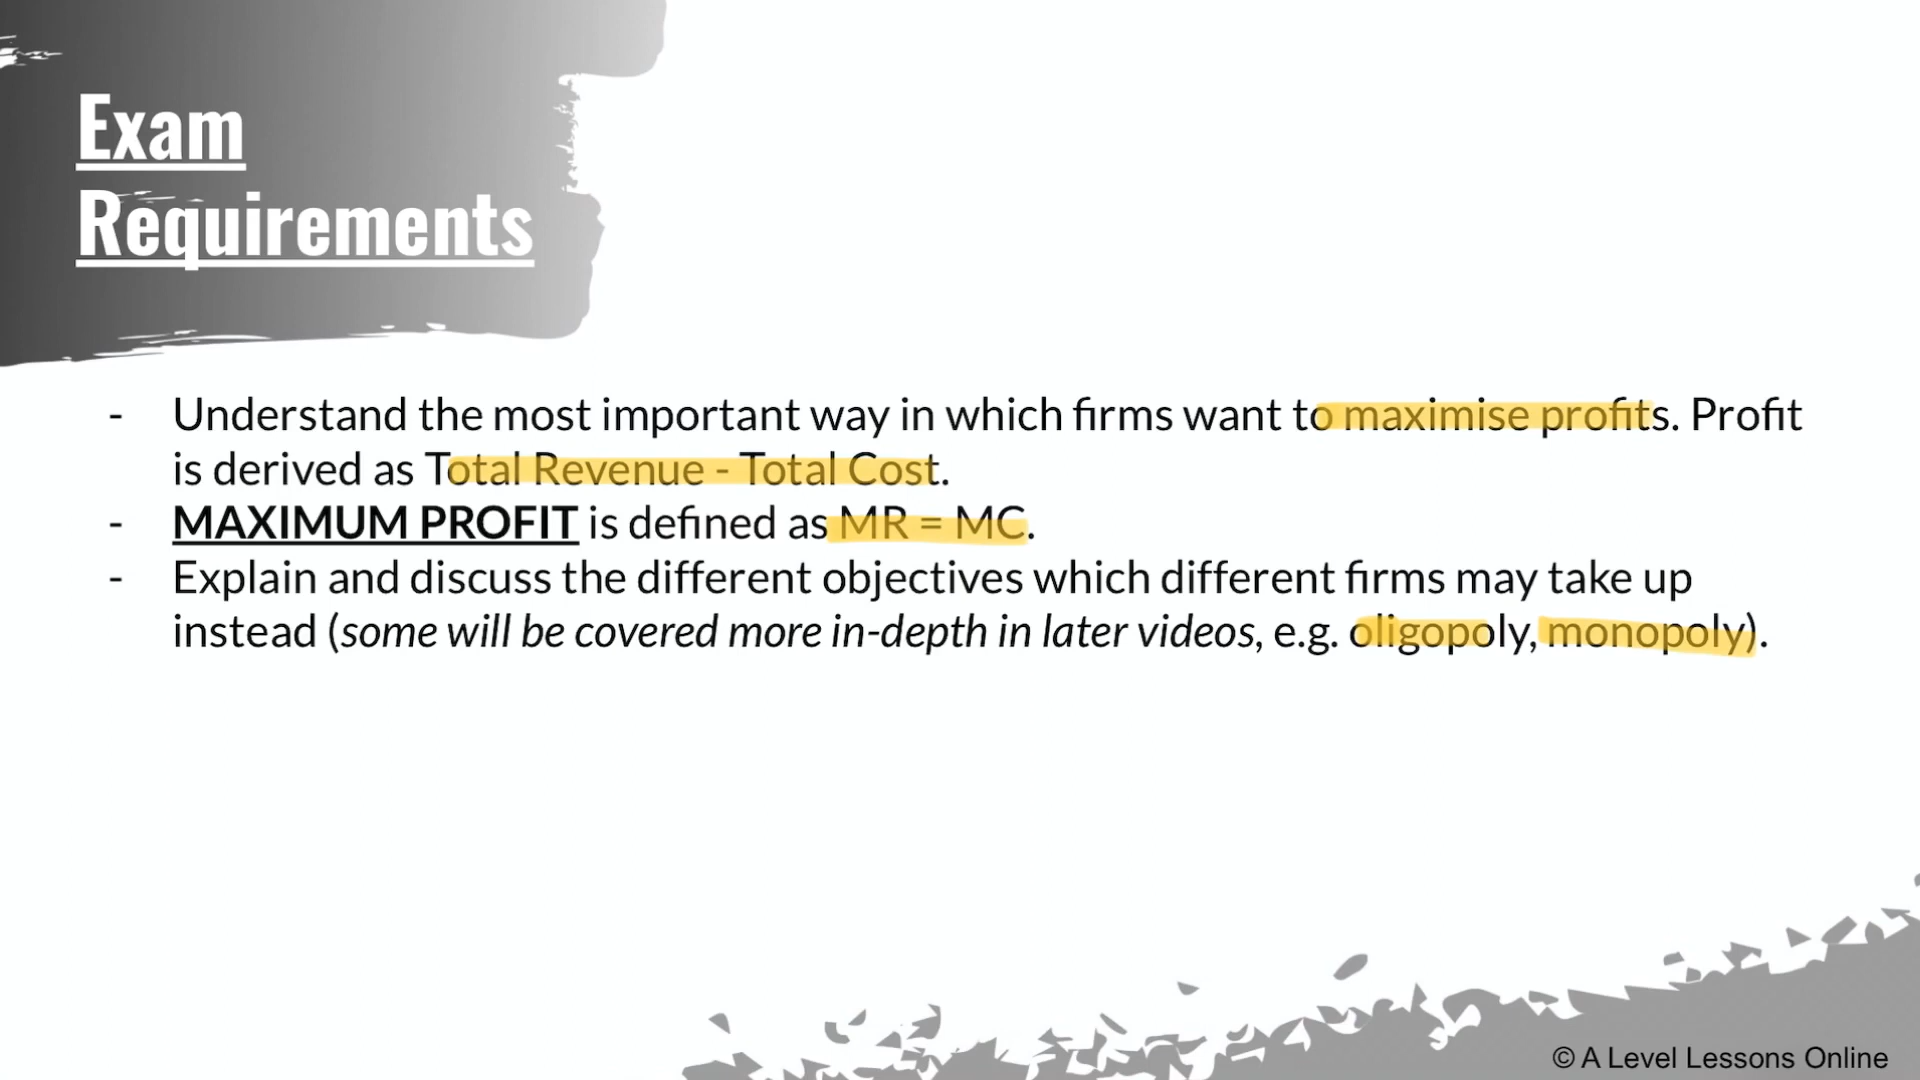 Exam
Requirements
- Understand the most important way in which firms want to maximise profits. Profit
is derived as Total Revenue - Total Cost.
- MAXIMUM PROFIT is defined as MR = MC.
- Explain and discuss the different objectives which different firms may take up
instead (some will be covered more in-depth in later videos, e.g. oligopoly, monopoly).
© A Level Lessons Online